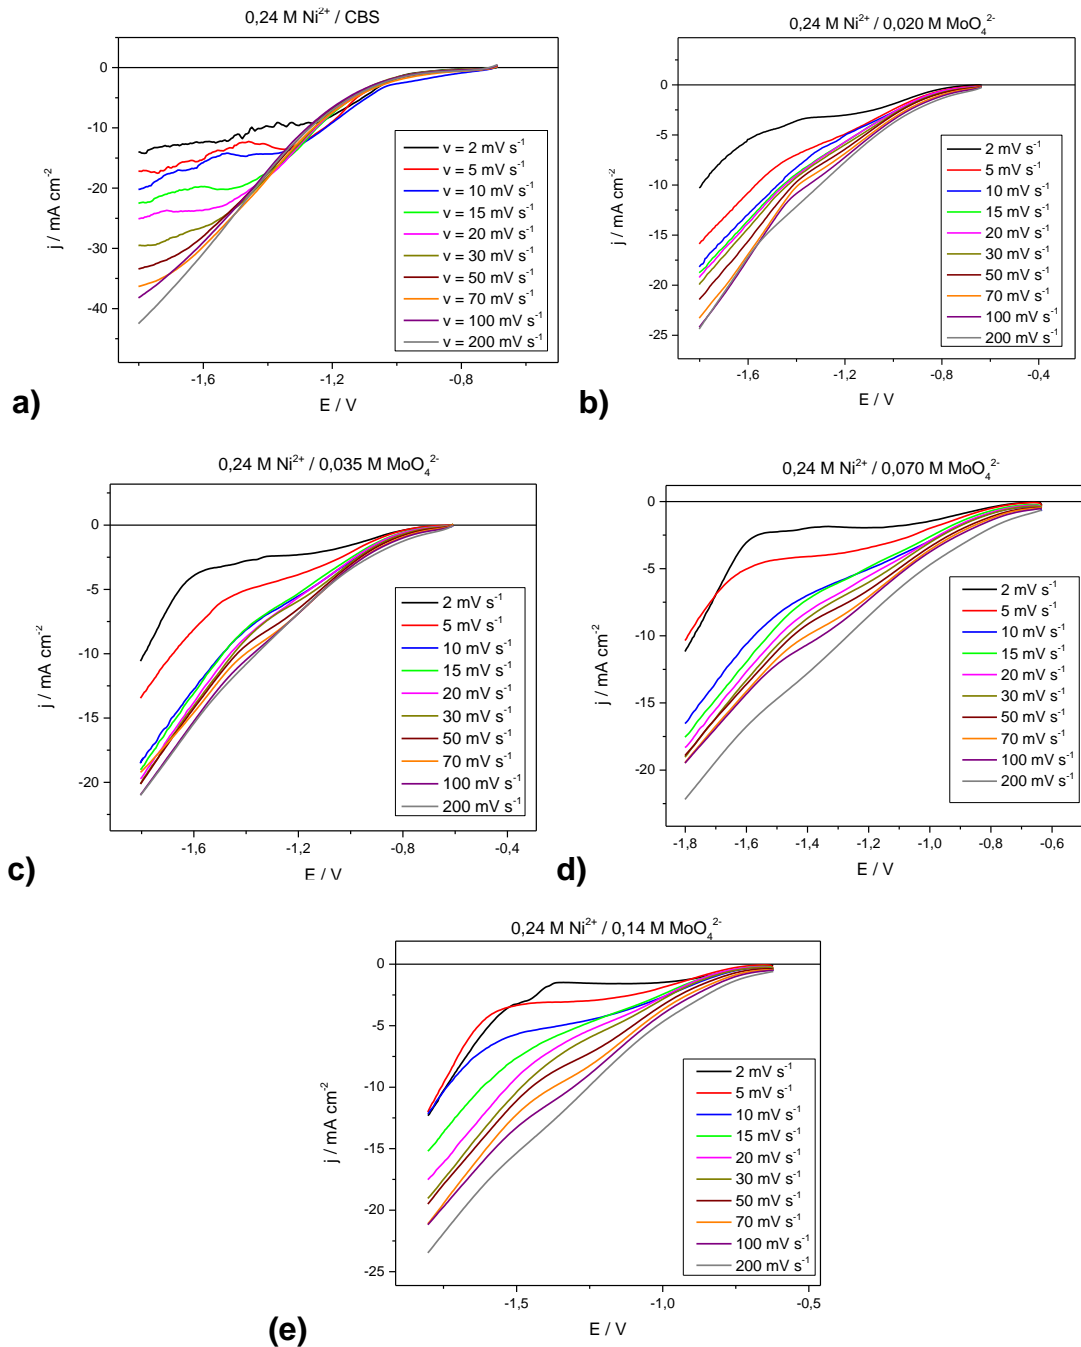 0,24 M Ni²⁺ / CBS
0
-10
-20
-30
-40
j / mA cm⁻²
v = 2 mV s⁻¹
v = 5 mV s⁻¹
v = 10 mV s⁻¹
v = 15 mV s⁻¹
v = 20 mV s⁻¹
v = 30 mV s⁻¹
v = 50 mV s⁻¹
v = 70 mV s⁻¹
v = 100 mV s⁻¹
v = 200 mV s⁻¹
-1,6 -1,2 -0,8
E / V
a)
0,24 M Ni²⁺ / 0,020 M MoO₄²⁻
0
-5
-10
-15
-20
-25
j / mA cm⁻²
2 mV s⁻¹
5 mV s⁻¹
10 mV s⁻¹
15 mV s⁻¹
20 mV s⁻¹
30 mV s⁻¹
50 mV s⁻¹
70 mV s⁻¹
100 mV s⁻¹
200 mV s⁻¹
-1,6 -1,2 -0,8 -0,4
E / V
b)
0,24 M Ni²⁺ / 0,035 M MoO₄²⁻
0
-5
-10
-15
-20
j / mA cm⁻²
2 mV s⁻¹
5 mV s⁻¹
10 mV s⁻¹
15 mV s⁻¹
20 mV s⁻¹
30 mV s⁻¹
50 mV s⁻¹
70 mV s⁻¹
100 mV s⁻¹
200 mV s⁻¹
-1,6 -1,2 -0,8 -0,4
E / V
c)
0,24 M Ni²⁺ / 0,070 M MoO₄²⁻
0
-5
-10
-15
-20
j / mA cm⁻²
2 mV s⁻¹
5 mV s⁻¹
10 mV s⁻¹
15 mV s⁻¹
20 mV s⁻¹
30 mV s⁻¹
50 mV s⁻¹
70 mV s⁻¹
100 mV s⁻¹
200 mV s⁻¹
-1,8 -1,6 -1,4 -1,2 -1,0 -0,8 -0,6
E / V
d)
0,24 M Ni²⁺ / 0,14 M MoO₄²⁻
0
-5
-10
-15
-20
-25
j / mA cm⁻²
2 mV s⁻¹
5 mV s⁻¹
10 mV s⁻¹
15 mV s⁻¹
20 mV s⁻¹
30 mV s⁻¹
50 mV s⁻¹
70 mV s⁻¹
100 mV s⁻¹
200 mV s⁻¹
-1,5 -1,0 -0,5
E / V
(e)